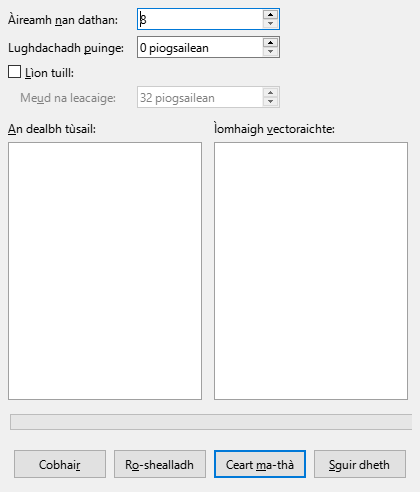 Àireamh nan dathan: 8
Lughdachadh puinge: 0 piogsailean
Lìon tuill:
Meud na leacaige: 32 piogsailean
An dealbh tùsail: Ìomhaigh vectoraichte:
Cobhair Ro-shealladh Ceart ma-thà Sguir dheth